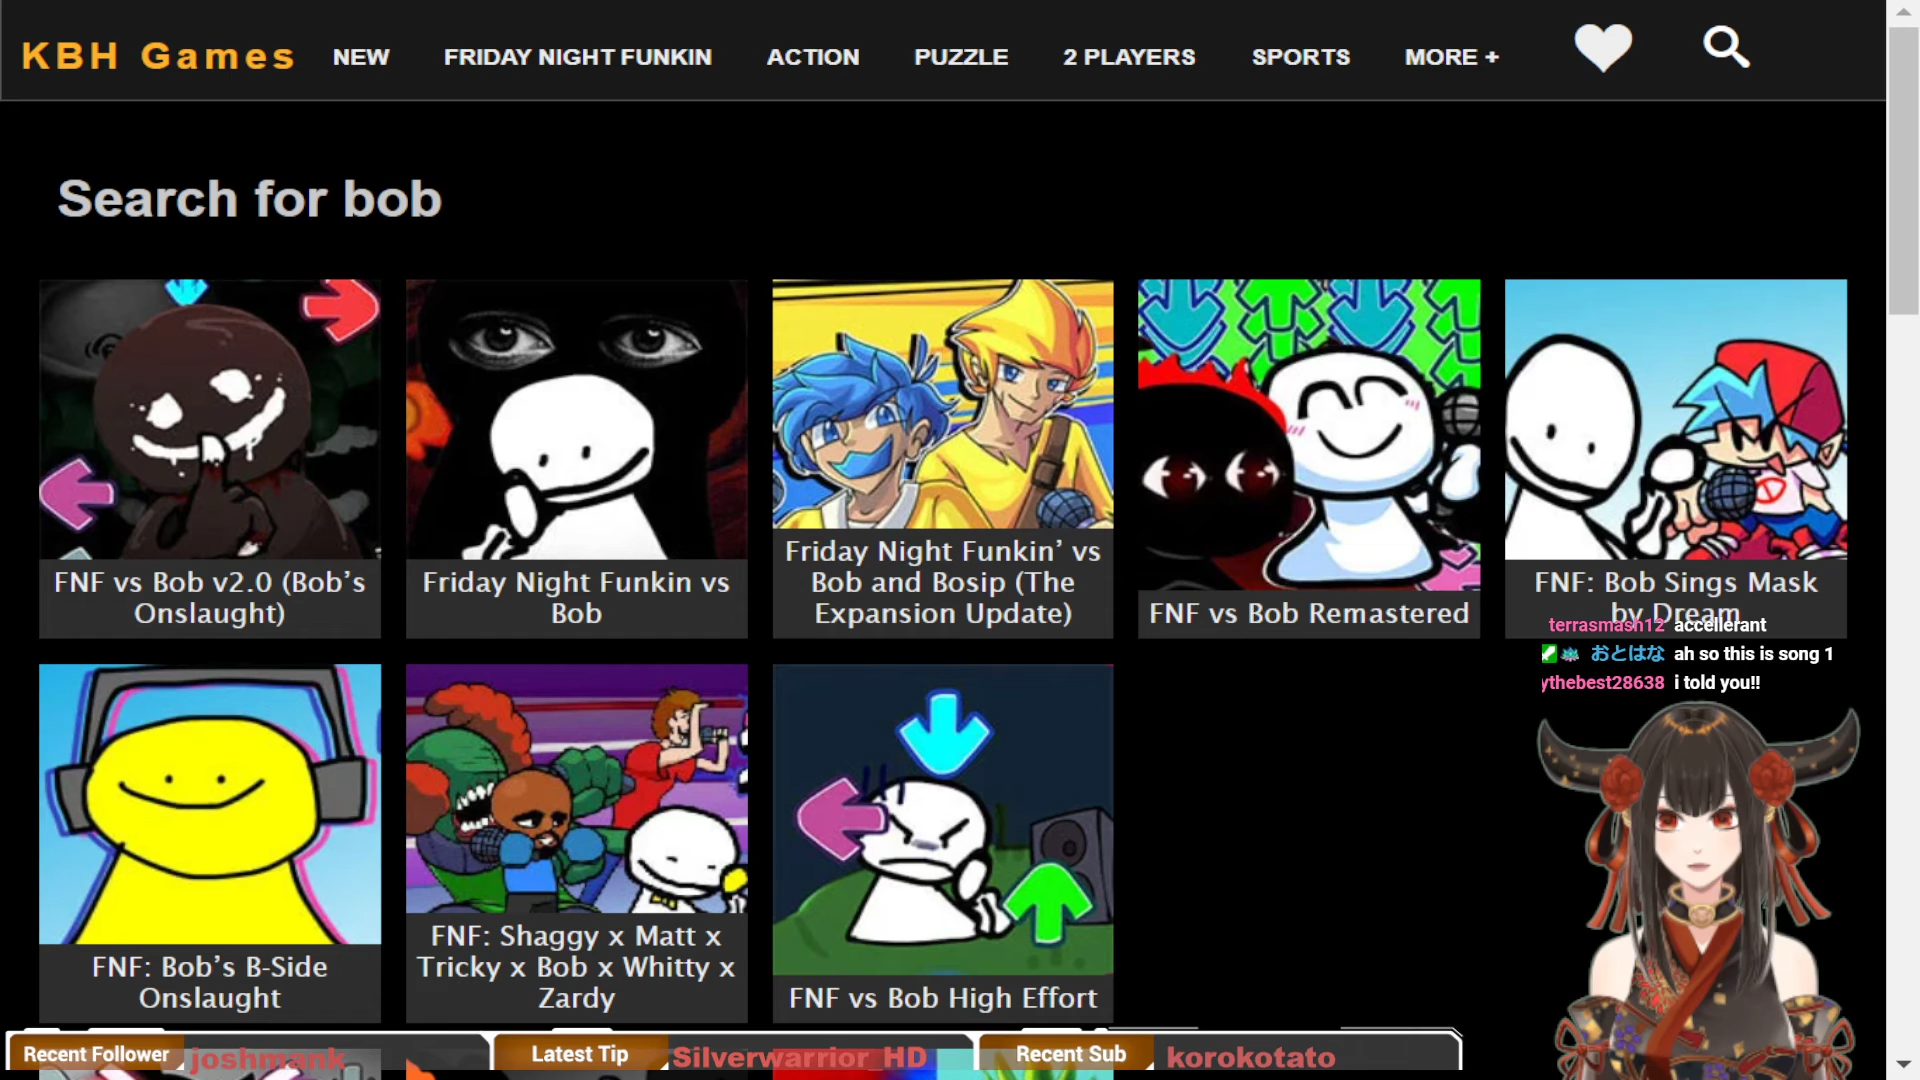 KBH Games
NEW
FRIDAY NIGHT FUNKIN
ACTION
PUZZLE
2 PLAYERS
SPORTS
MORE +
Search for bob
FNF vs Bob v2.0 (Bob’s
Onslaught)
Friday Night Funkin vs
Bob
Friday Night Funkin’ vs
Bob and Bosip (The
Expansion Update)
FNF vs Bob Remastered
FNF: Bob Sings Mask
by Dream
terrasmash12 accellerant
おとはな ah so this is song 1
ythebest28638 i told you!!
FNF: Bob’s B-Side
Onslaught
FNF: Shaggy x Matt x
Tricky x Bob x Whitty x
Zardy
FNF vs Bob High Effort
Recent Follower joshmank
Latest Tip Silverwarrior_HD
Recent Sub korokotato